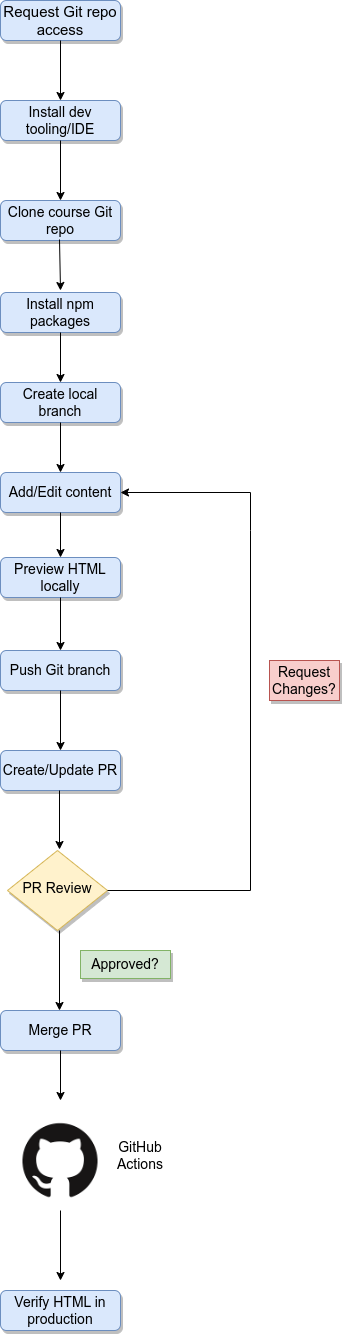 Request Git repo
access
Install dev
tooling/IDE
Clone course Git
repo
Install npm
packages
Create local
branch
Add/Edit content
Preview HTML
locally
Push Git branch
Request
Changes?
Create/Update PR
PR Review
Approved?
Merge PR
GitHub
Actions
Verify HTML in
production